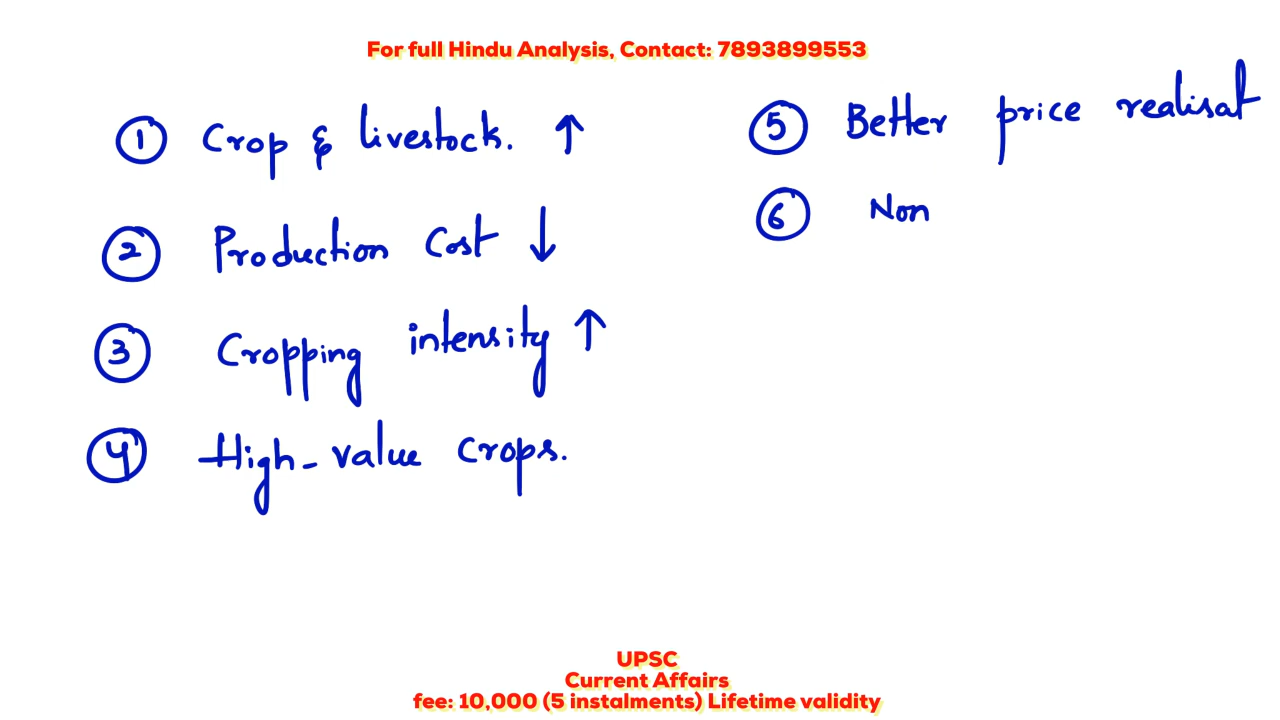 For full Hindu Analysis, Contact: 7893899553
① Crop & livestock. ↑
② Production Cost ↓
③ Cropping intensity ↑
④ High-value crops.
⑤ Better price realisat
⑥ Non
UPSC
Current Affairs
fee: 10,000 (5 instalments) Lifetime validity